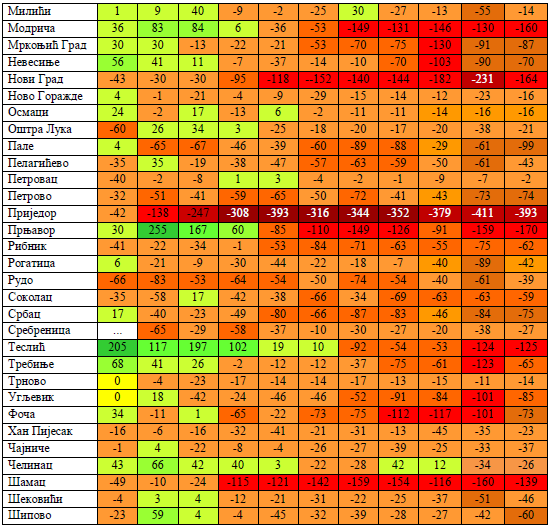 Милићи 1 9 40 -9 -2 -25 30 -27 -13 -55 -14
Модрича 36 83 84 6 -36 -53 -149 -131 -146 -130 -160
Мркоњић Град 30 30 -13 -22 -21 -53 -70 -75 -130 -91 -87
Невесиње 56 41 11 -7 -37 -14 -10 -70 -103 -90 -70
Нови Град -43 -30 -30 -95 -118 -152 -140 -144 -182 -231 -164
Ново Горажде 4 -1 -21 -4 -9 -29 -15 -14 -12 -23 -16
Осмаци 24 -2 17 -13 6 -2 -11 -11 -14 -16 -16
Оштра Лука -60 26 34 3 -25 -18 -20 -17 -20 -38 -21
Пале 4 -65 -67 -46 -39 -60 -89 -88 -29 -61 -99
Пелагићево -35 35 -19 -38 -47 -57 -63 -59 -50 -61 -43
Петровац -40 -2 -8 1 3 -4 -2 -1 -9 -7 -2
Петрово -32 -51 -41 -59 -65 -50 -72 -41 -43 -73 -74
Приједор -42 -138 -247 -308 -393 -316 -344 -352 -379 -411 -393
Прњавор 30 255 167 60 -85 -110 -149 -126 -91 -159 -170
Рибник -41 -22 -34 -1 -53 -84 -71 -63 -55 -75 -62
Рогатица 6 -21 -9 -30 -44 -22 -18 -7 -40 -89 -42
Рудо -66 -83 -53 -64 -54 -50 -74 -54 -40 -61 -39
Соколац -35 -58 17 -42 -38 -66 -34 -69 -63 -63 -59
Србац 17 -40 -23 -49 -80 -66 -87 -83 -46 -84 -75
Сребреница ... -65 -29 -58 -37 -10 -30 -27 -20 -38 -27
Теслић 205 117 197 102 19 10 -92 -54 -53 -124 -125
Требиње 68 41 26 -2 -12 -12 -37 -75 -61 -123 -65
Трново 0 -4 -23 -17 -14 -14 -17 -13 -15 -11 -14
Угљевик 0 18 -42 -24 -46 -46 -52 -91 -84 -101 -85
Фоча 34 -11 1 -65 -22 -73 -75 -112 -117 -101 -73
Хан Пијесак -16 -6 -16 -32 -41 -21 -31 -13 -45 -35 -23
Чајниче -1 4 -22 -8 -4 -26 -27 -39 -25 -33 -37
Челинац 43 66 42 40 3 -22 -28 42 12 -34 -26
Шамац -49 -10 -24 -115 -121 -142 -159 -154 -116 -160 -139
Шековићи -4 3 4 -12 -21 -31 -22 -25 -37 -51 -46
Шипово -23 59 4 -4 -45 -32 -39 -28 -27 -42 -60